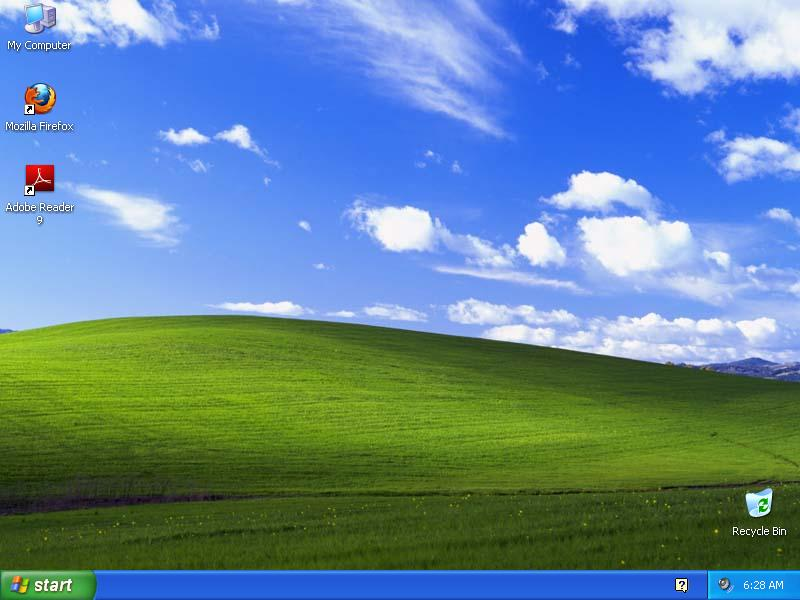 My Computer
Mozilla Firefox
Adobe Reader
9
Recycle Bin
start
?
6:28 AM